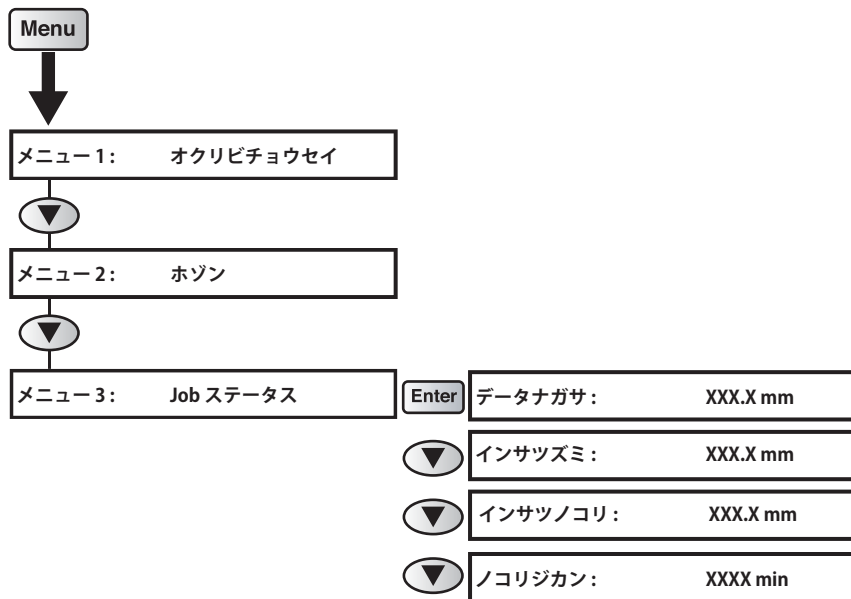 Menu
メニュー 1 : オクリビチョウセイ
メニュー 2 : ホゾン
メニュー 3 : Job ステータス
Enter データナガサ : XXX.X mm
インサツズミ : XXX.X mm
インサツノコリ : XXX.X mm
ノコリジカン : XXXX min